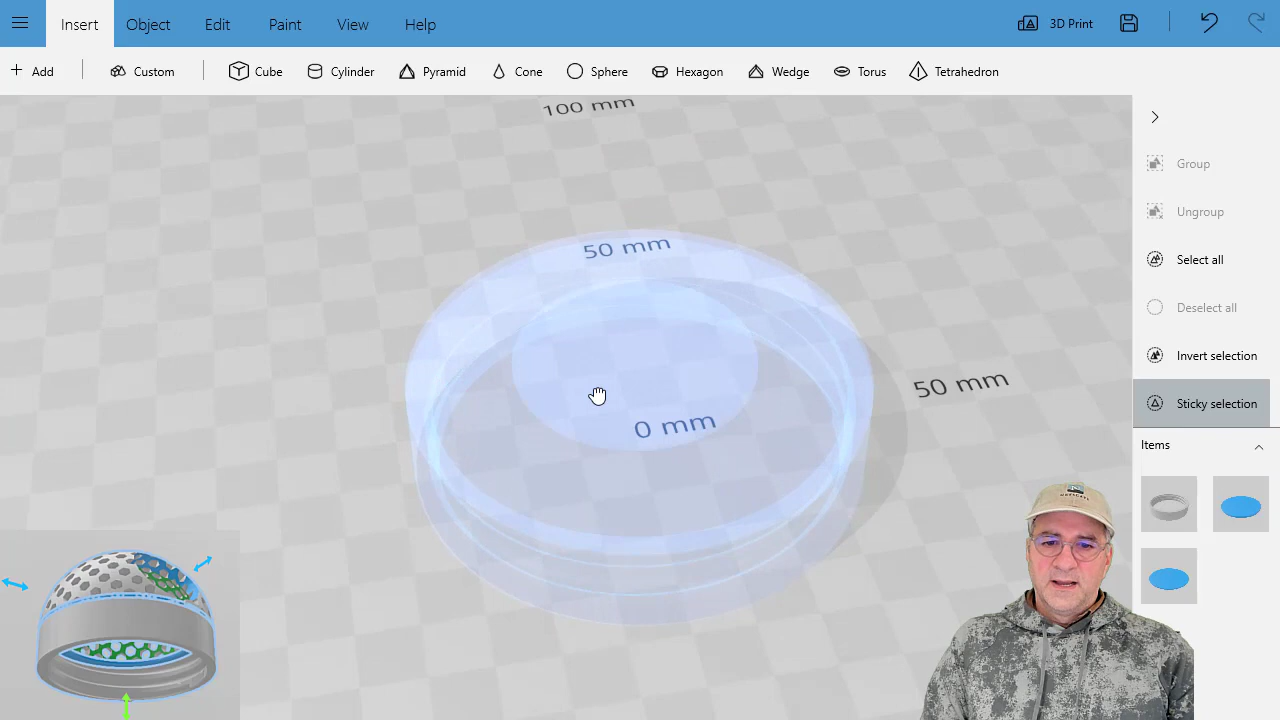 Insert Object Edit Paint View Help 3D Print
Add Custom Cube Cylinder Pyramid Cone Sphere Hexagon Wedge Torus Tetrahedron
100 mm
Group
Ungroup
50 mm
Select all
Deselect all
Invert selection
50 mm
Sticky selection
0 mm
Items